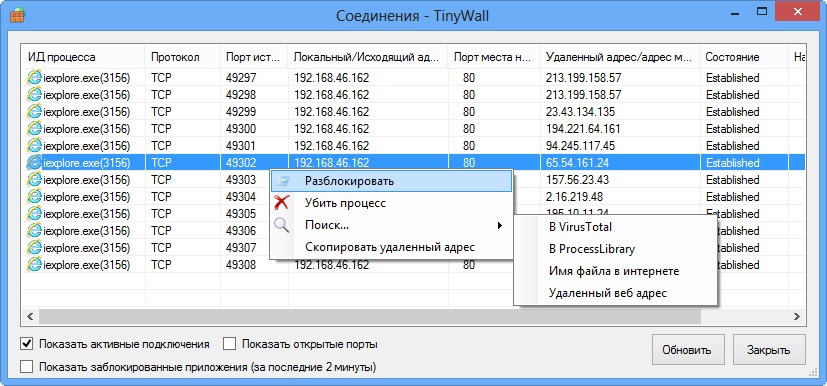 Соединения - TinyWall
ИД процесса Протокол Порт ист... Локальный/Исходящий ад... Порт места н... Удаленный адрес/адрес м... Состояние На
iexplore.exe(3156) TCP 49297 192.168.46.162 80 213.199.158.57 Established
iexplore.exe(3156) TCP 49298 192.168.46.162 80 213.199.158.57 Established
iexplore.exe(3156) TCP 49299 192.168.46.162 80 23.43.134.135 Established
iexplore.exe(3156) TCP 49300 192.168.46.162 80 194.221.64.161 Established
iexplore.exe(3156) TCP 49301 192.168.46.162 80 94.245.117.45 Established
iexplore.exe(3156) TCP 49302 192.168.46.162 80 65.54.161.24 Established
iexplore.exe(3156) TCP 49303 157.56.23.43 Established
iexplore.exe(3156) TCP 49304 2.16.219.48 Established
iexplore.exe(3156) TCP 49305 195.10.11.24 Established
iexplore.exe(3156) TCP 49306
iexplore.exe(3156) TCP 49307
iexplore.exe(3156) TCP 49308 192.168.46.162 80
Разблокировать
Убить процесс
Поиск...
Скопировать удаленный адрес
В VirusTotal
В ProcessLibrary
Имя файла в интернете
Удаленный веб адрес
Показать активные подключения Показать открытые порты
Показать заблокированные приложения (за последние 2 минуты)
Обновить Закрыть